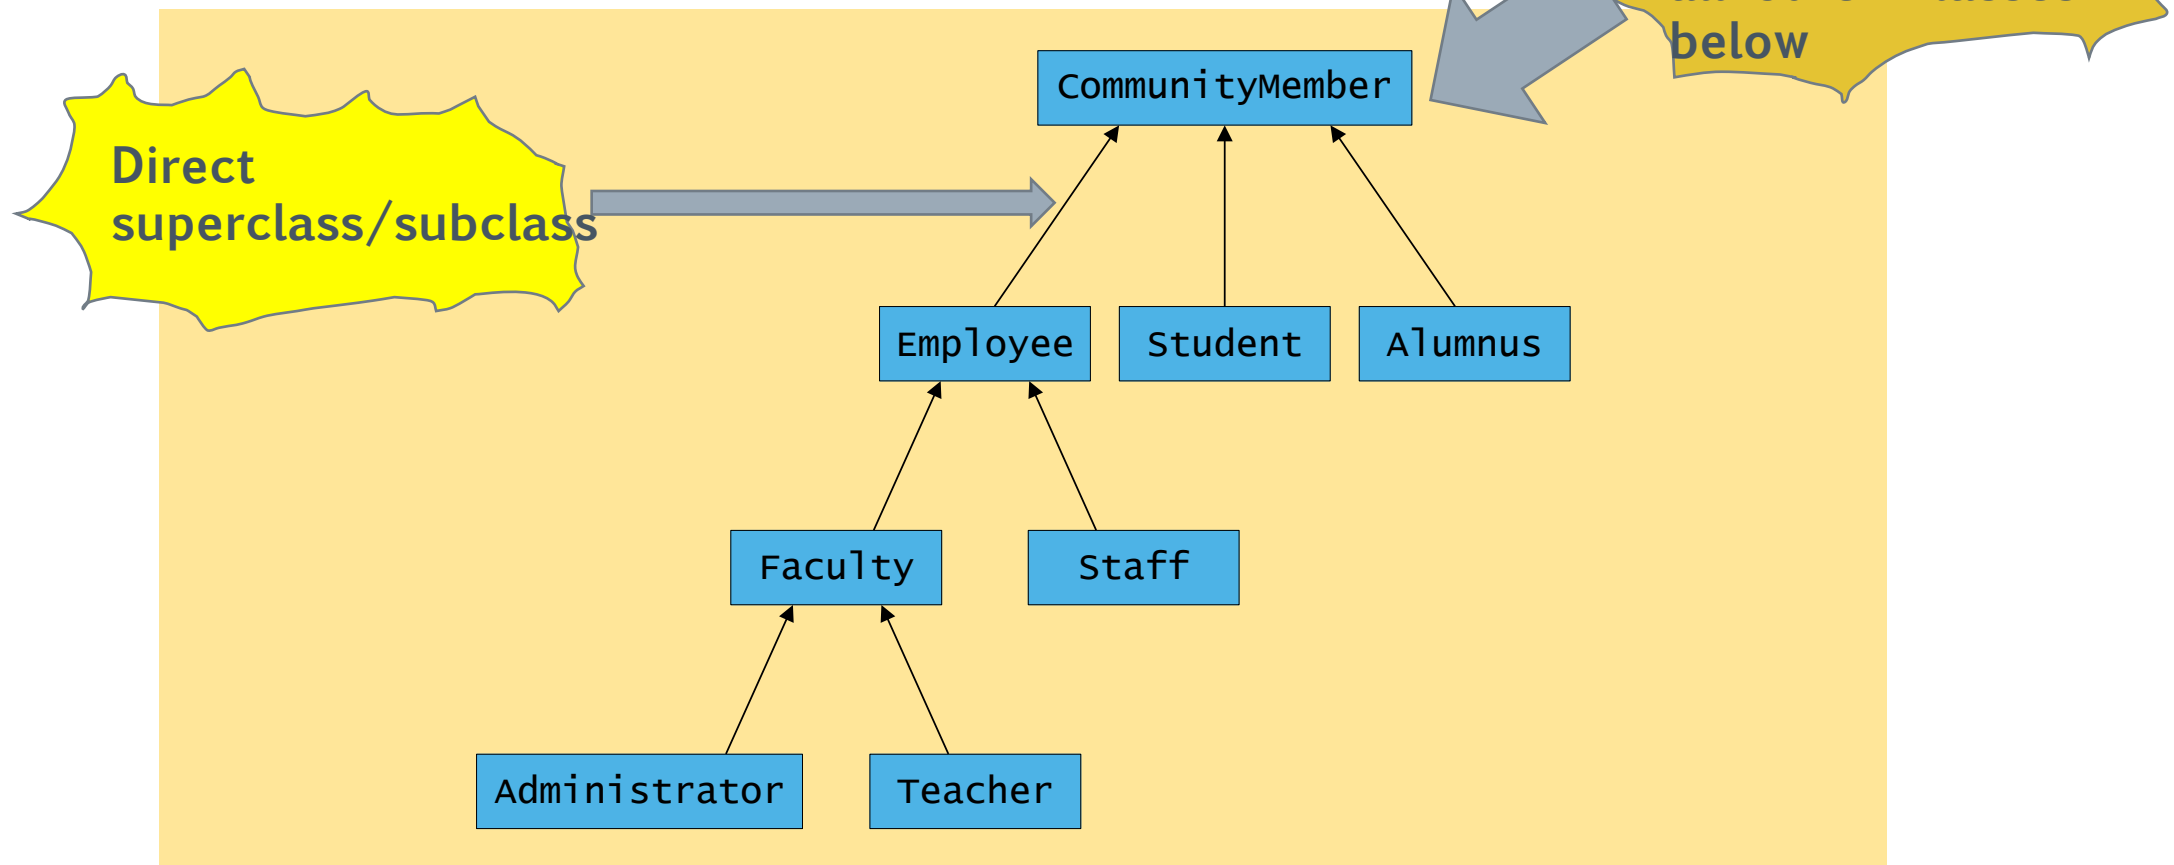 below
CommunityMember
Direct
superclass/subclass
Employee Student Alumnus
Faculty Staff
Administrator Teacher